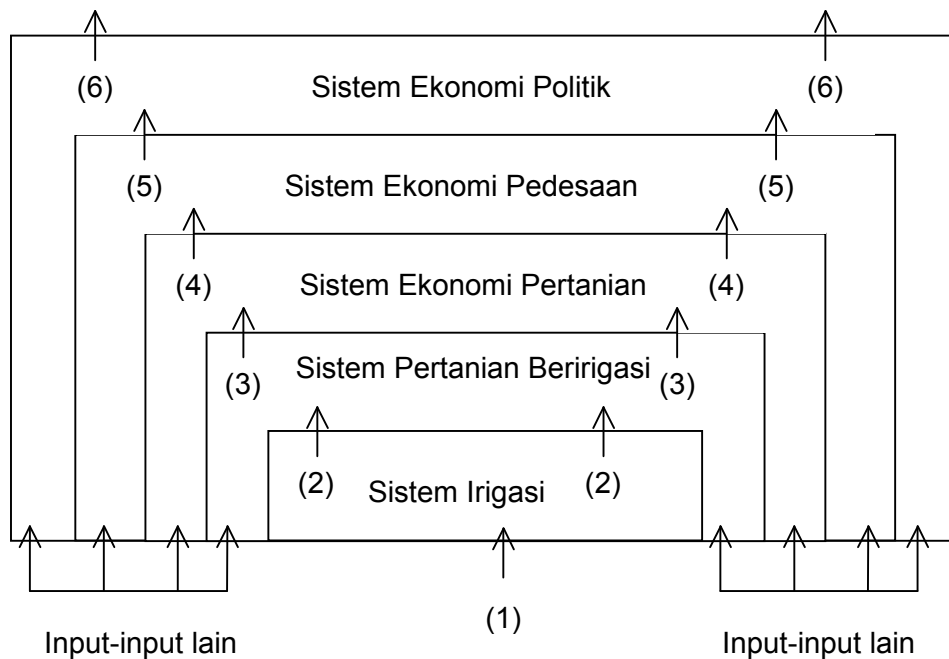 (6) Sistem Ekonomi Politik (6)
(5) Sistem Ekonomi Pedesaan (5)
(4) Sistem Ekonomi Pertanian (4)
(3) Sistem Pertanian Beririgasi (3)
(2) Sistem Irigasi (2)
(1)
Input-input lain Input-input lain